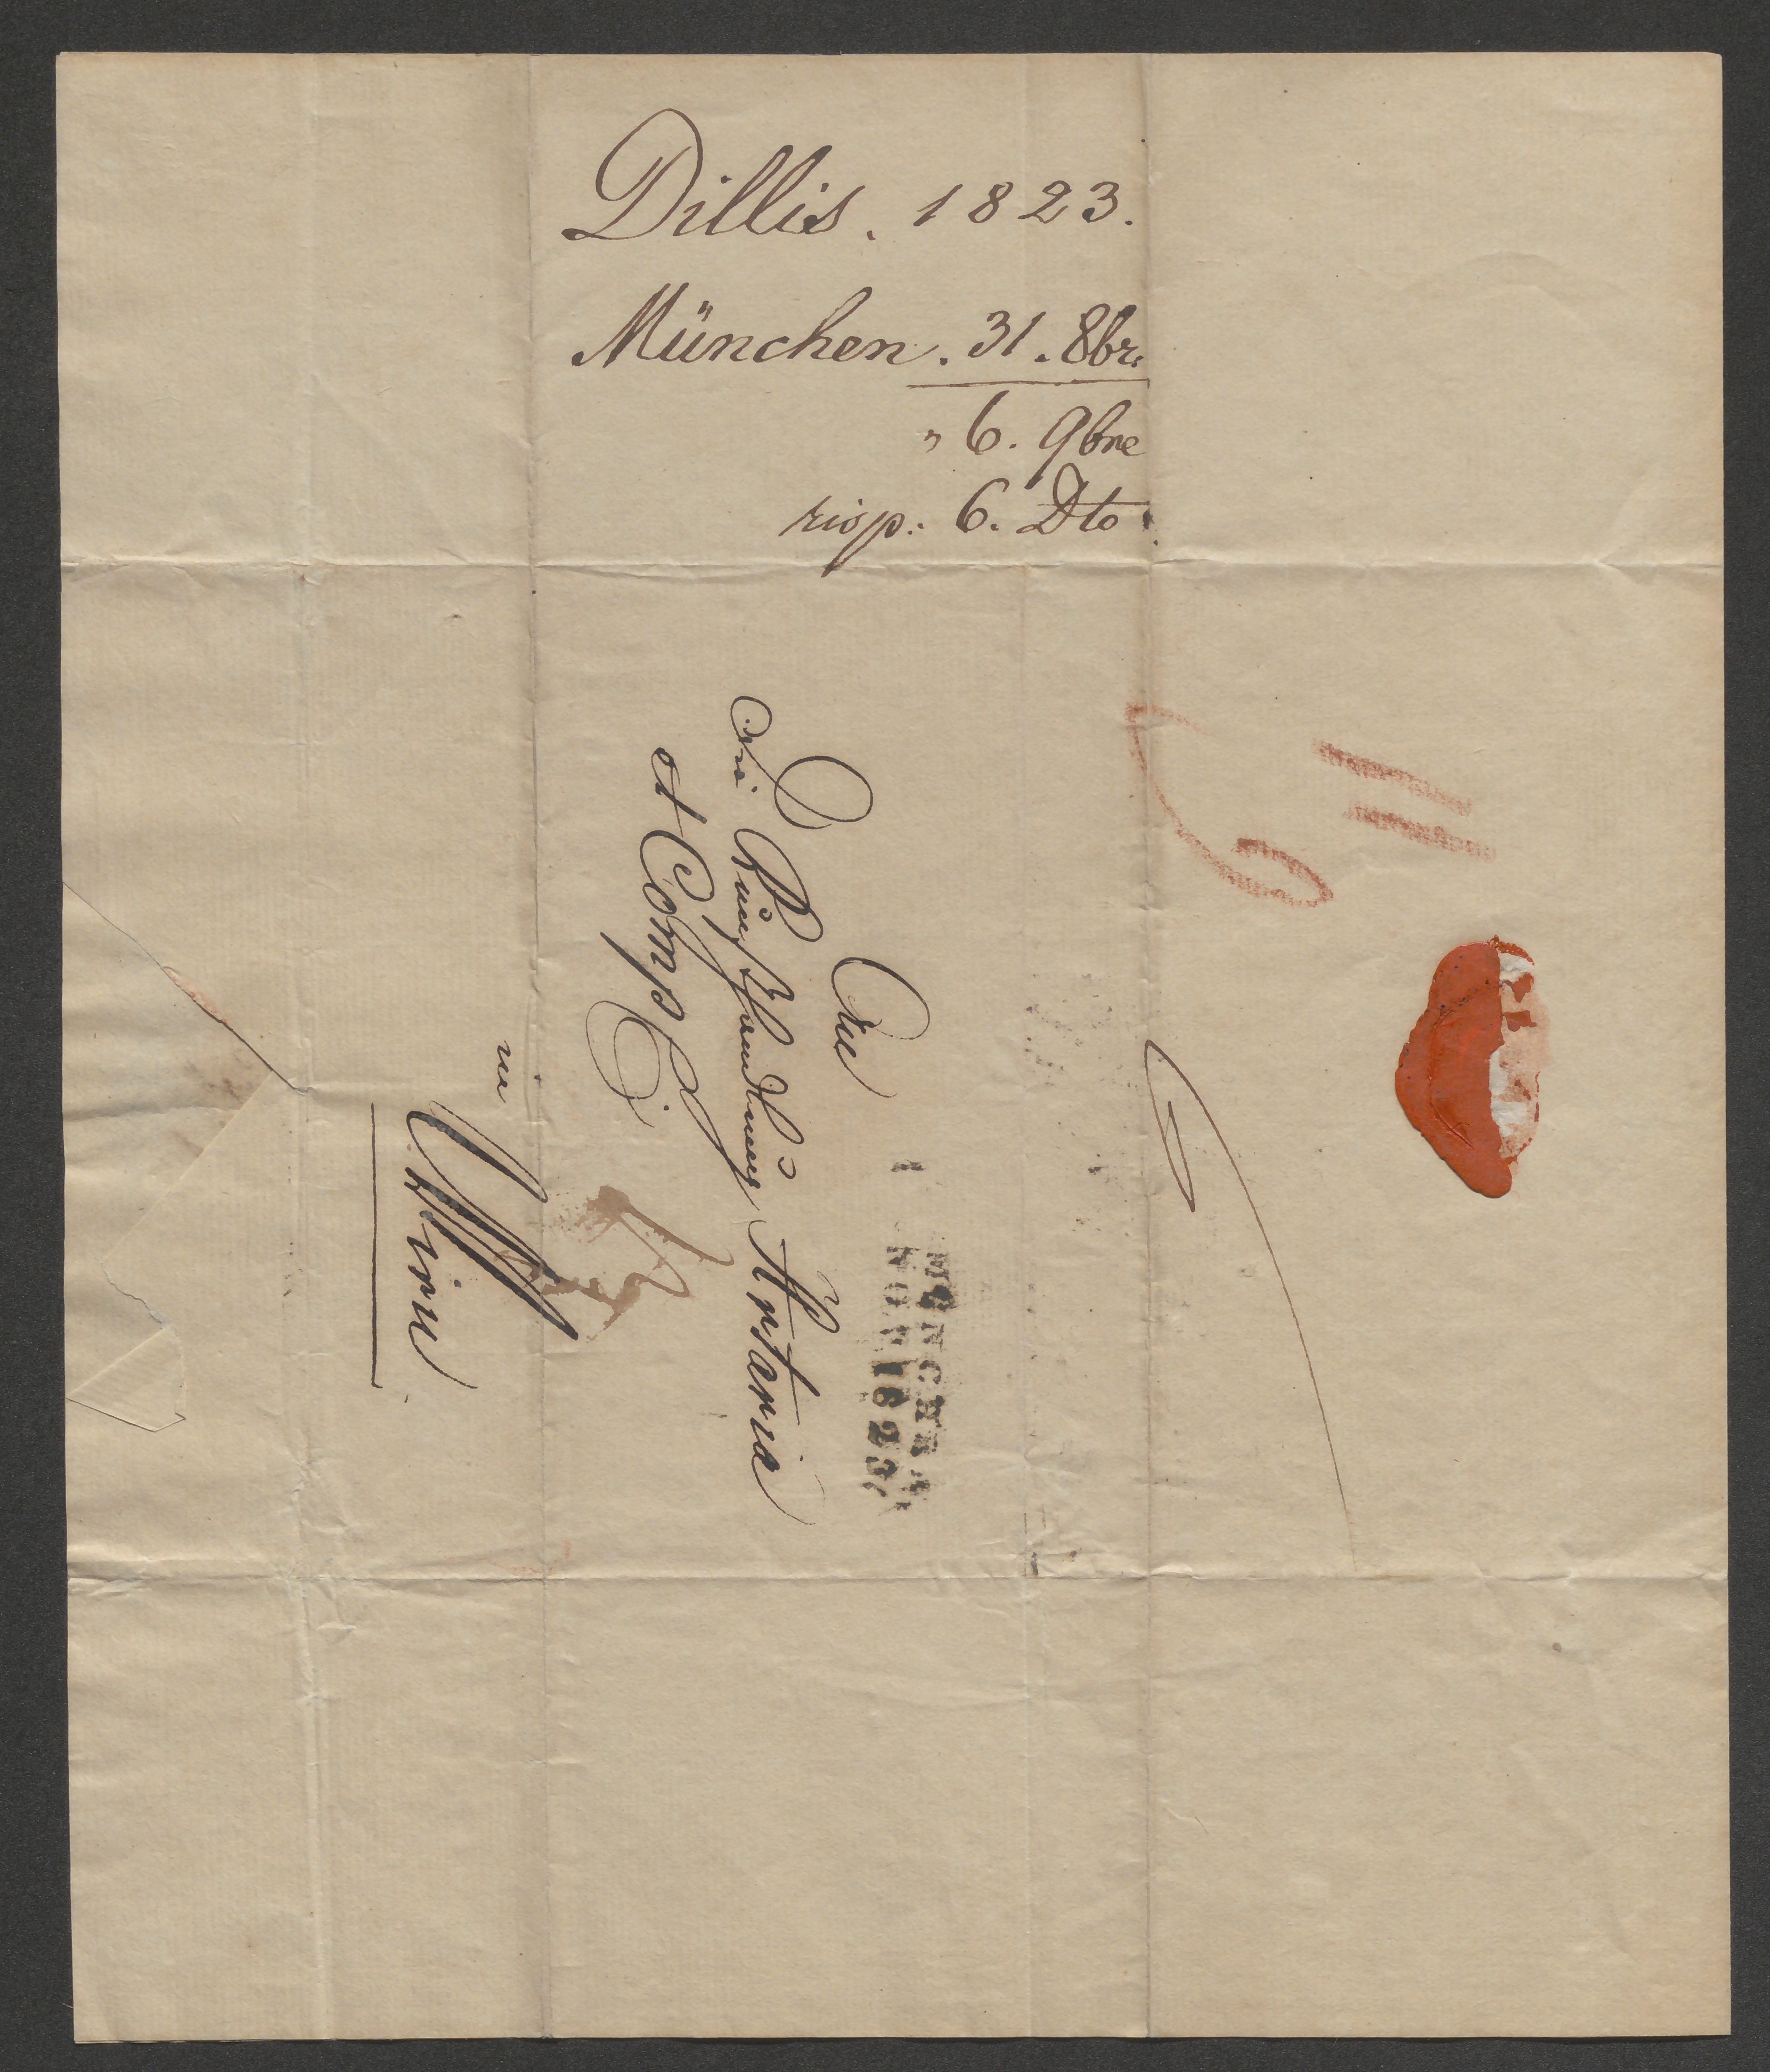 Dillis. 1823.
München. 31. 8br.
" 6. 9bre
risp: 6. Dto.
An
die Kunsthandlung Artaria
et Comp
in Wien
MÜNCHEN
1 NOV 1823